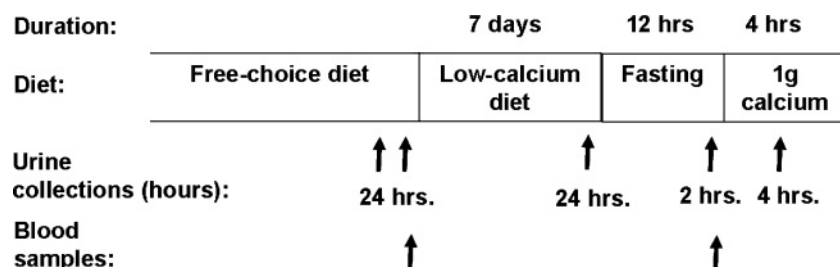 Duration: 7 days 12 hrs 4 hrs
Diet: Free-choice diet Low-calcium diet Fasting 1g calcium
Urine collections (hours): 24 hrs. 24 hrs. 2 hrs. 4 hrs.
Blood samples: